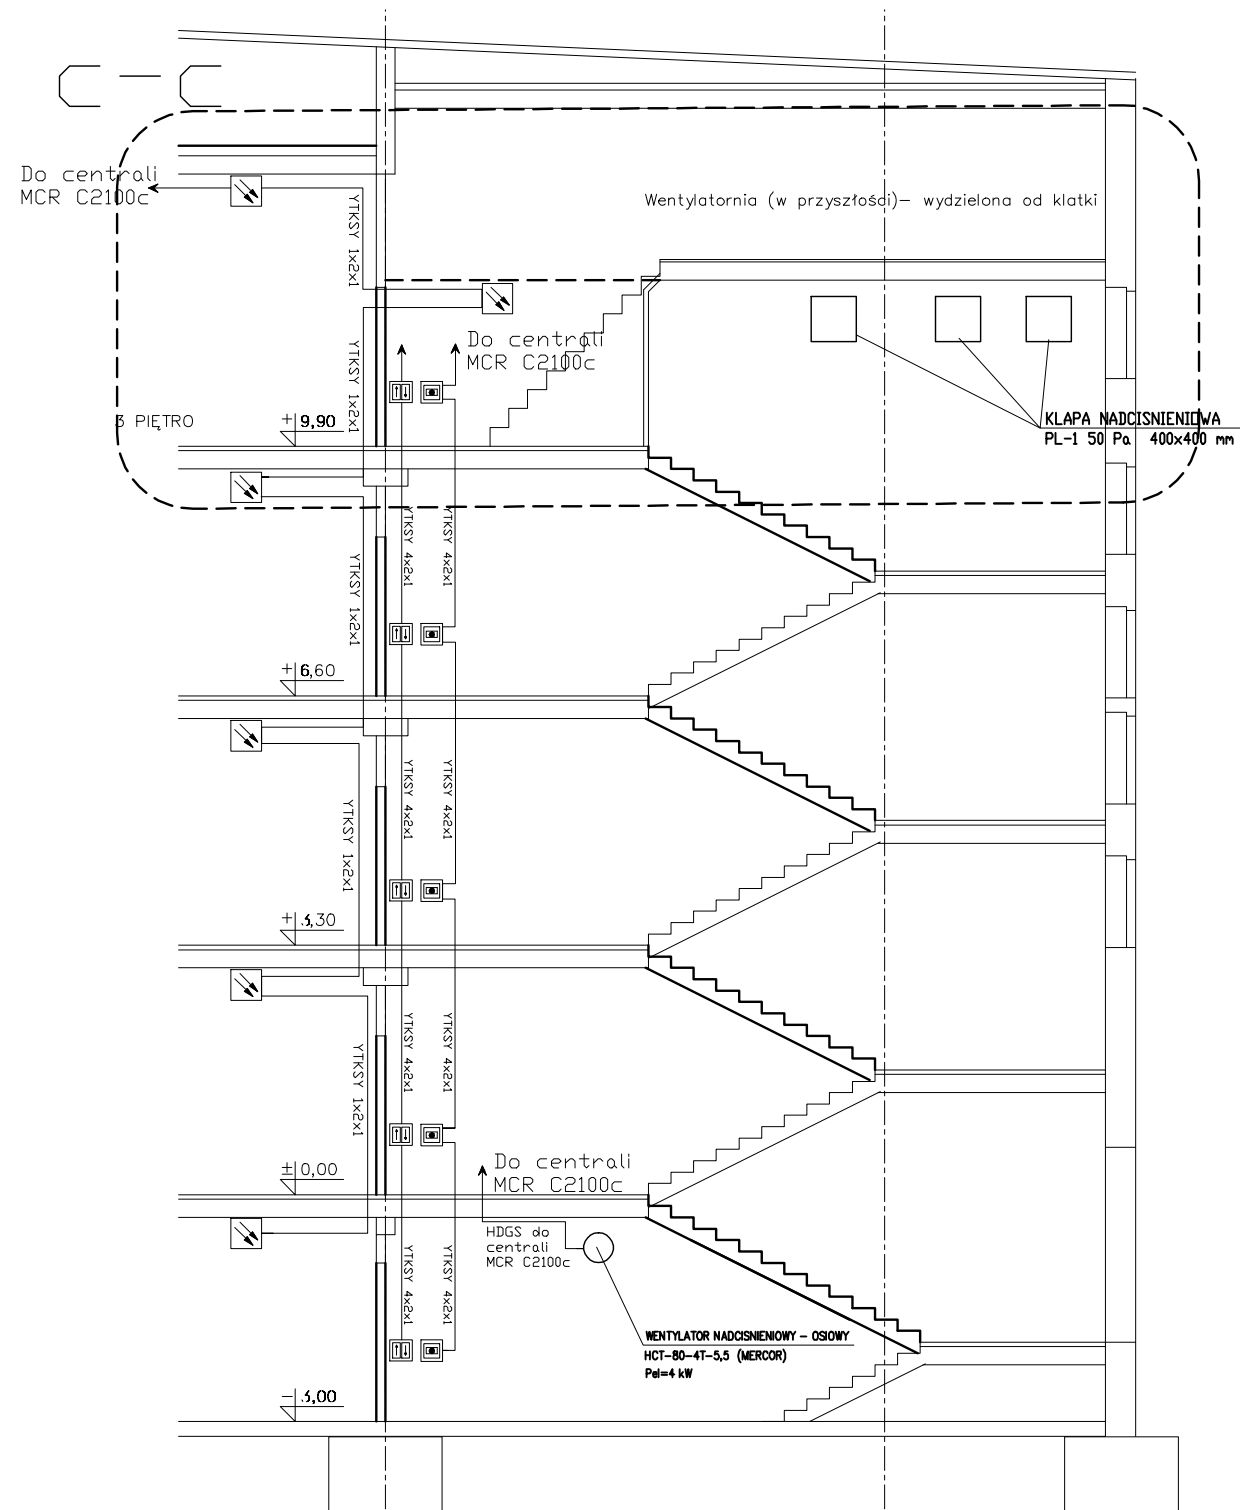 C — C
Do centrali
MCR C2100c
YTKSY 1x2x1
Wentylatornia (w przyszłości)- wydzielona od klatki
Do centrali
MCR C2100c
YTKSY 1x2x1
3 PIĘTRO
+ 9,90
KLAPA NADCISNIENIOWA
PL-1 50 Pa 400x400 mm
YTKSY 4x2x1
YTKSY 4x2x1
YTKSY 1x2x1
+ 6,60
YTKSY 4x2x1
YTKSY 4x2x1
YTKSY 1x2x1
+ 3,30
YTKSY 4x2x1
YTKSY 4x2x1
YTKSY 1x2x1
± 0,00
Do centrali
MCR C2100c
HDGS do
centrali
MCR C2100c
YTKSY 4x2x1
YTKSY 4x2x1
WENTYLATOR NADCISNIENIOWY - OSIOWY
HCT-80-4T-5,5 (MERCOR)
Pel=4 kW
- 3,00